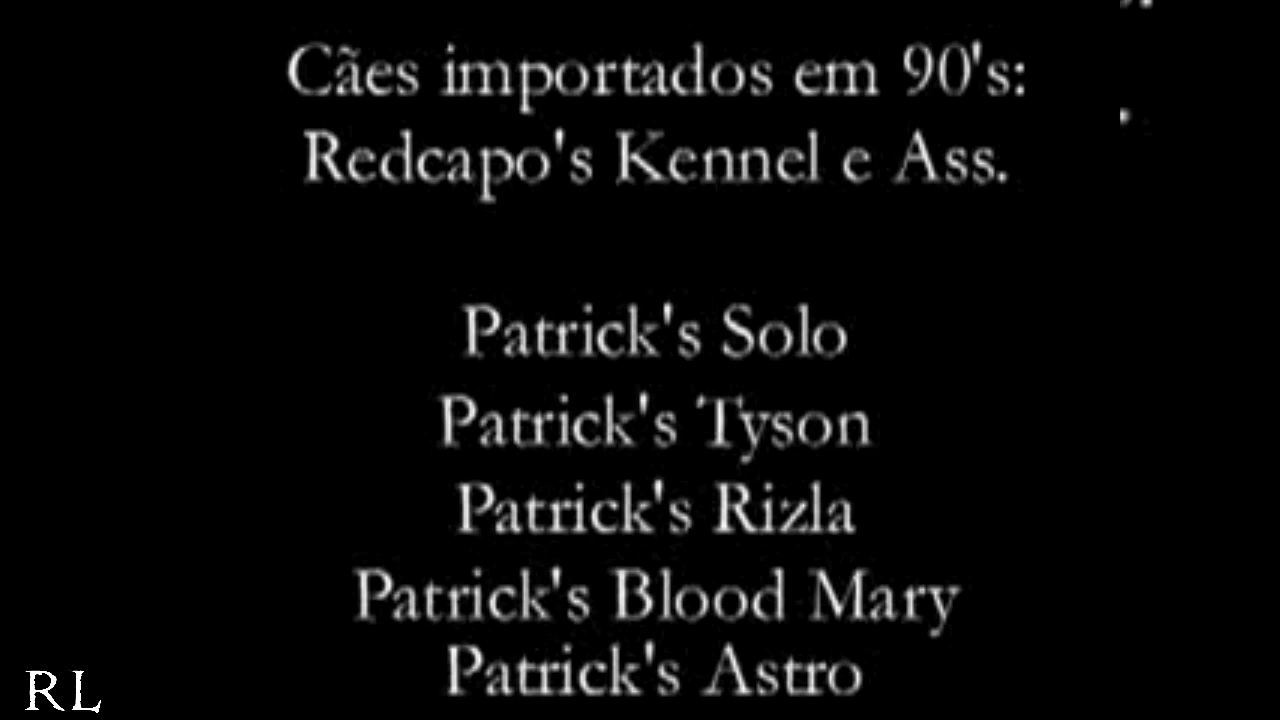 Cães importados em 90's:
Redcapo's Kennel e Ass.
Patrick's Solo
Patrick's Tyson
Patrick's Rizla
Patrick's Blood Mary
Patrick's Astro
RL